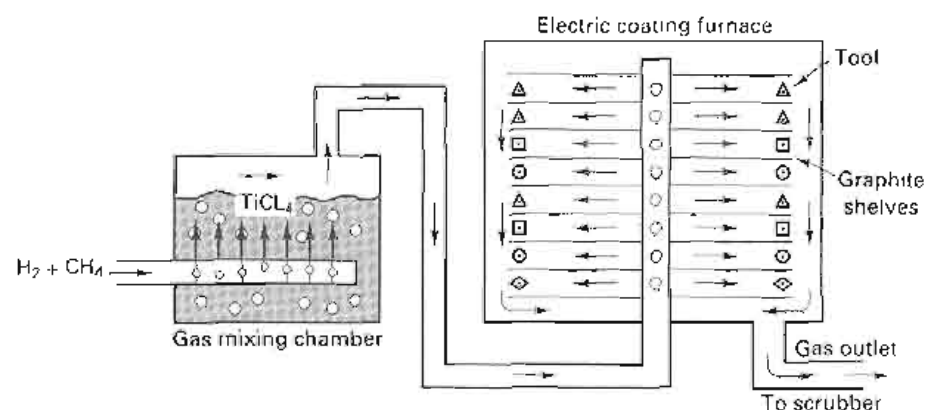 Electric coating furnace
Tool
Graphite
shelves
TiCL₄
H₂ + CH₄
Gas mixing chamber
Gas outlet
To scrubber